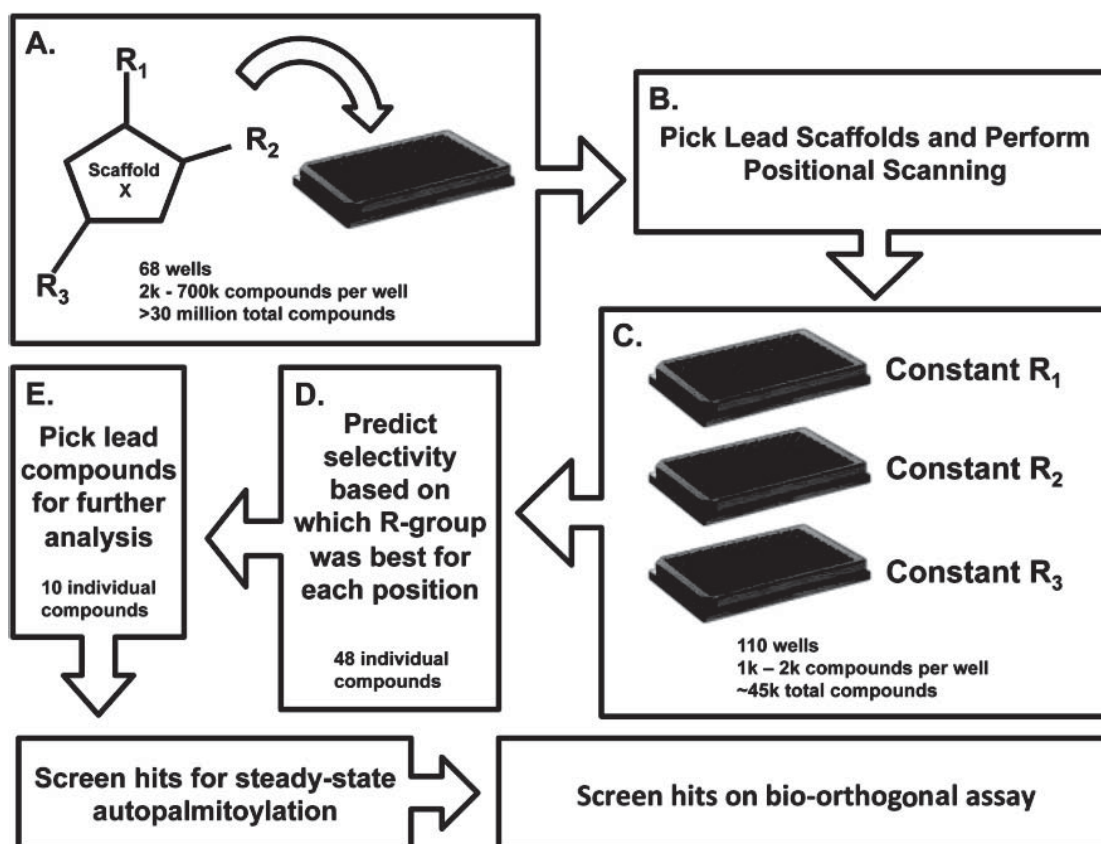 A.
R₁
R₂
Scaffold
X
R₃
68 wells
2k - 700k compounds per well
>30 million total compounds
B.
Pick Lead Scaffolds and Perform
Positional Scanning
C.
Constant R₁
Constant R₂
Constant R₃
110 wells
1k – 2k compounds per well
~45k total compounds
D.
Predict
selectivity
based on
which R-group
was best for
each position
48 individual
compounds
E.
Pick lead
compounds
for further
analysis
10 individual
compounds
Screen hits for steady-state
autopalmitoylation
Screen hits on bio-orthogonal assay